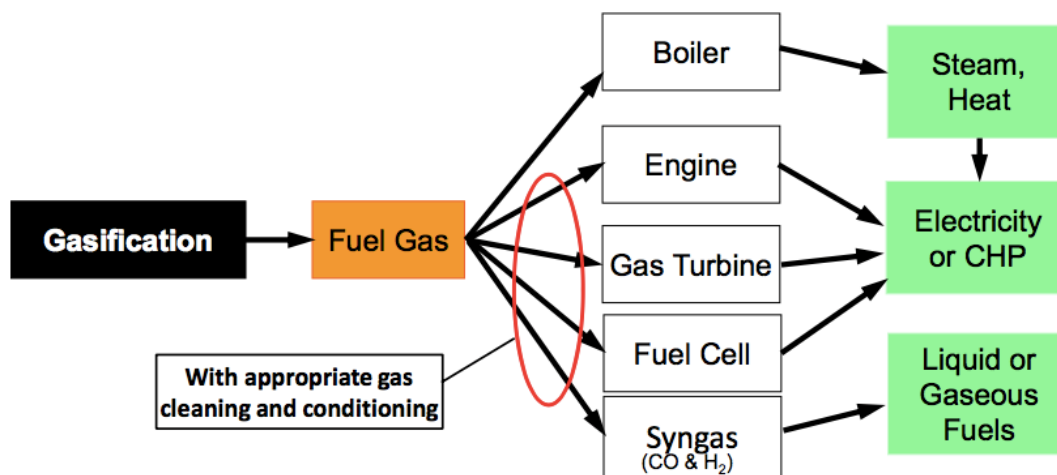 Gasification
Fuel Gas
With appropriate gas
cleaning and conditioning
Boiler
Engine
Gas Turbine
Fuel Cell
Syngas
(CO & H₂)
Steam,
Heat
Electricity
or CHP
Liquid or
Gaseous
Fuels